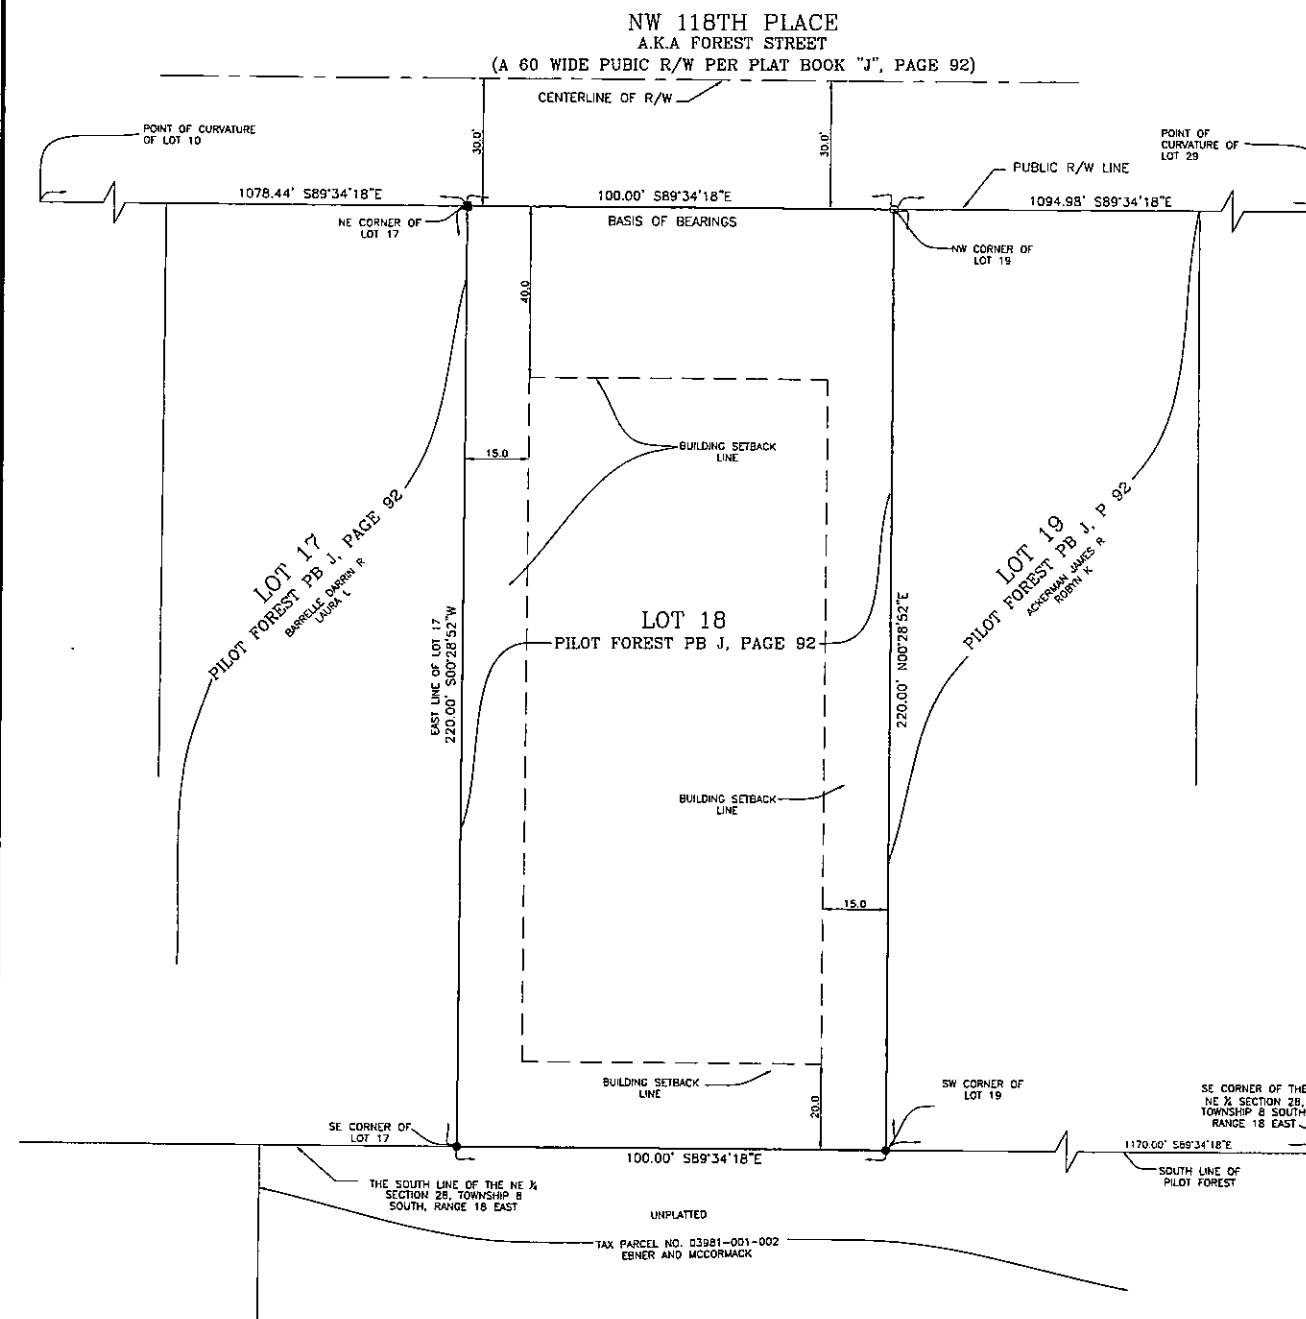 NW 118TH PLACE
A.K.A FOREST STREET
(A 60 WIDE PUBIC R/W PER PLAT BOOK "J", PAGE 92)
CENTERLINE OF R/W
POINT OF CURVATURE
OF LOT 10
30.0'
30.0'
POINT OF
CURVATURE OF
LOT 29
PUBLIC R/W LINE
1078.44' S89°34'18"E
100.00' S89°34'18"E
1094.98' S89°34'18"E
BASIS OF BEARINGS
NE CORNER OF
LOT 17
NW CORNER OF
LOT 19
40.0
BUILDING SETBACK
LINE
15.0
LOT 17
PILOT FOREST PB J, PAGE 92
BARRELLE DARRIN R
LAURA L
LOT 18
PILOT FOREST PB J, PAGE 92
LOT 19
PILOT FOREST PB J, P 92
ACKERMAN JAMES R
ROBYN K
EAST LINE OF LOT 17
220.00' S00°28'52"W
220.00' N00°28'52"E
BUILDING SETBACK
LINE
15.0
BUILDING SETBACK
LINE
20.0
SW CORNER OF
LOT 19
SE CORNER OF THE
NE ¼ SECTION 28,
TOWNSHIP 8 SOUTH
RANGE 18 EAST
SE CORNER OF
LOT 17
100.00' S89°34'18"E
1170.00' S89°34'18"E
SOUTH LINE OF
PILOT FOREST
THE SOUTH LINE OF THE NE ¼
SECTION 28, TOWNSHIP 8
SOUTH, RANGE 18 EAST
UNPLATTED
TAX PARCEL NO. 03981-001-002
EBNER AND MCCORMACK